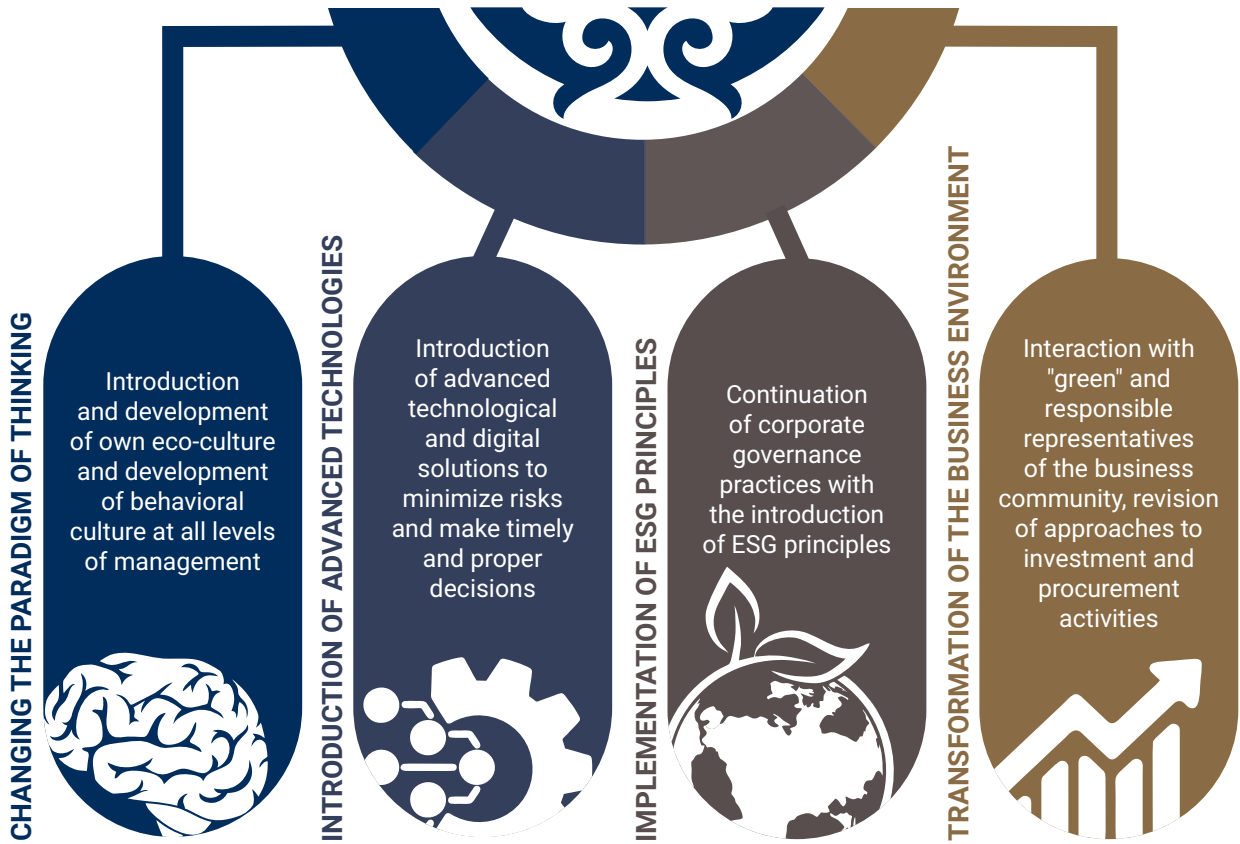 CHANGING THE PARADIGM OF THINKING
Introduction
and development
of own eco-culture
and development
of behavioral
culture at all levels
of management
INTRODUCTION OF ADVANCED TECHNOLOGIES
Introduction
of advanced
technological
and digital
solutions to
minimize risks
and make timely
and proper
decisions
IMPLEMENTATION OF ESG PRINCIPLES
Continuation
of corporate
governance
practices with
the introduction
of ESG principles
TRANSFORMATION OF THE BUSINESS ENVIRONMENT
Interaction with
"green" and
responsible
representatives
of the business
community, revision
of approaches to
investment and
procurement
activities